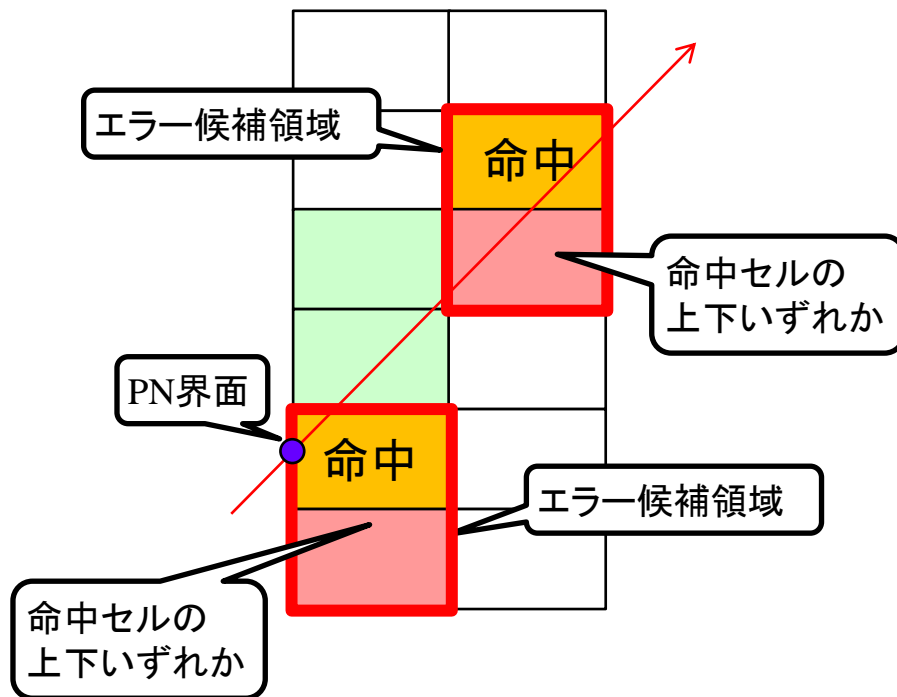 エラー候補領域
命中
命中セルの
上下いずれか
PN界面
命中
エラー候補領域
命中セルの
上下いずれか